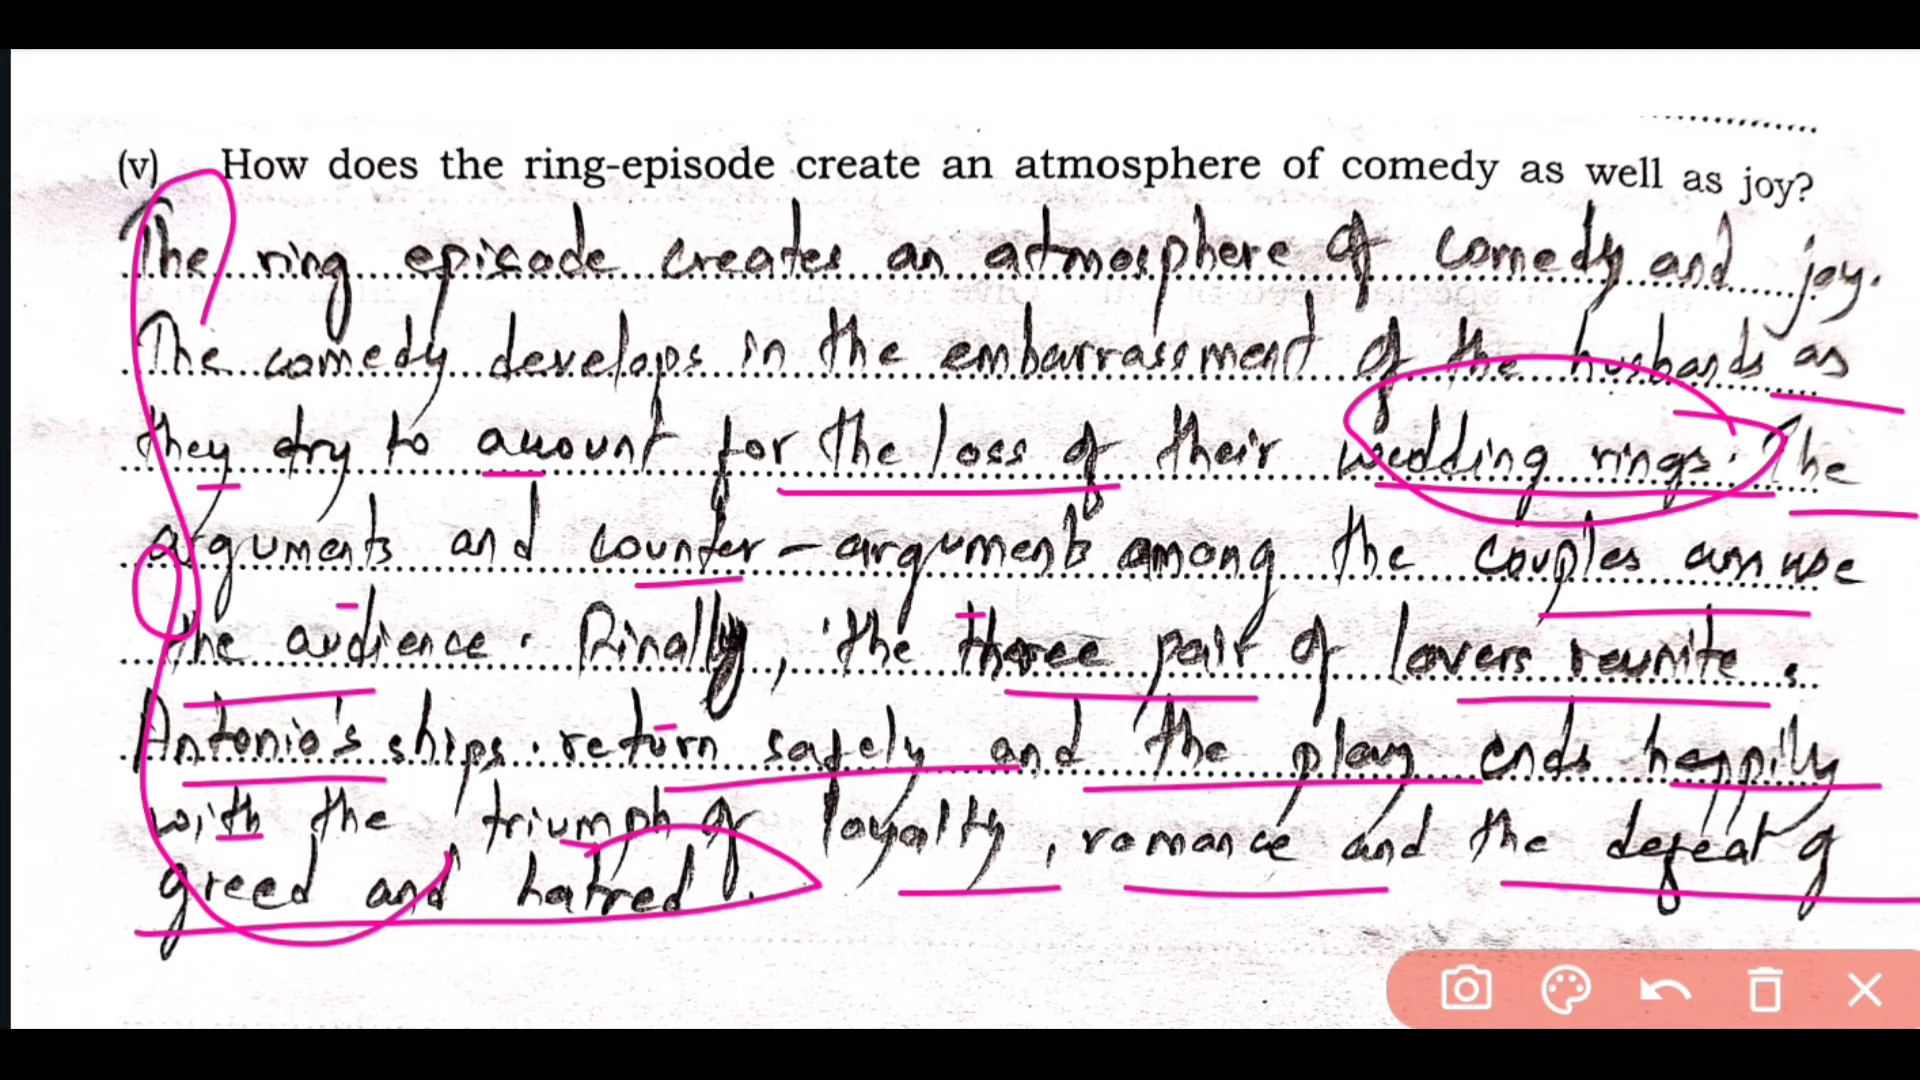 (v) How does the ring-episode create an atmosphere of comedy as well as joy?
The ring episode creates an atmosphere of comedy and joy.
The comedy develops in the embarrassment of the husbands as
they try to account for the loss of their wedding rings. The
arguments and counter-arguments among the couples amuse
the audience. Finally, the three pair of lovers reunite.
Antonio's ships return safely and the play ends happily
with the triumph of loyalty, romance and the defeat of
greed and hatred.